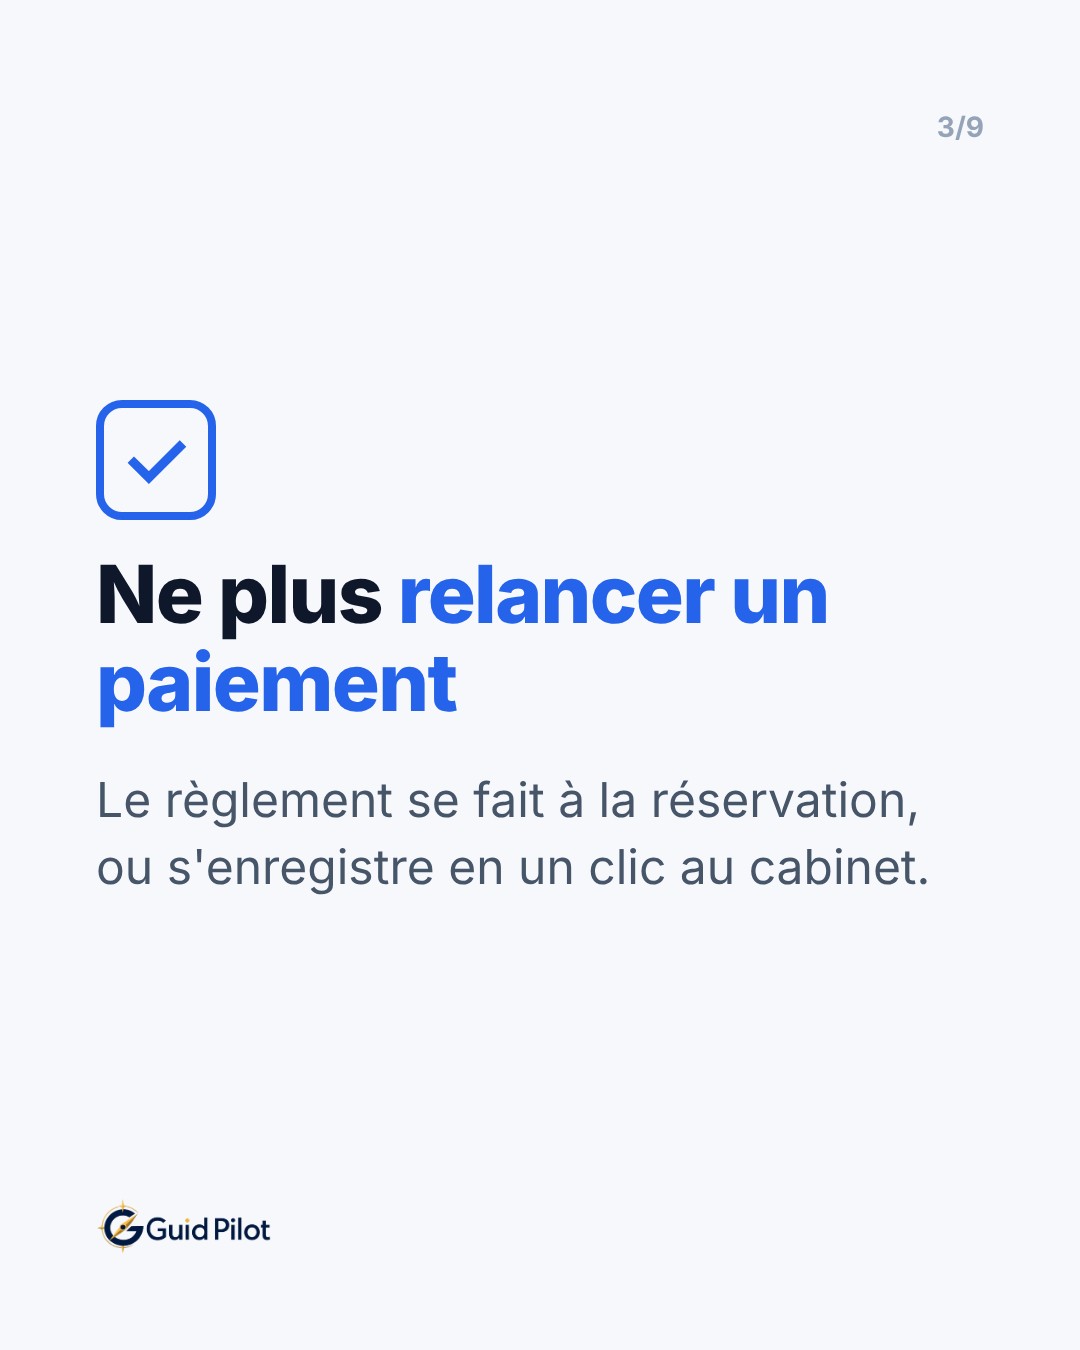 3/9
Ne plus relancer un
paiement
Le règlement se fait à la réservation,
ou s'enregistre en un clic au cabinet.
Guid Pilot